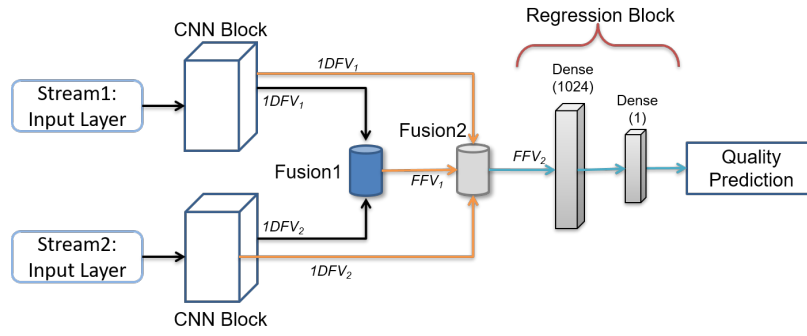 Regression Block
CNN Block
Stream1:
Input Layer
1DFV1
1DFV1
Dense
(1024)
Dense
(1)
Fusion2
Fusion1
FFV1
FFV2
Quality
Prediction
Stream2:
Input Layer
1DFV2
1DFV2
CNN Block